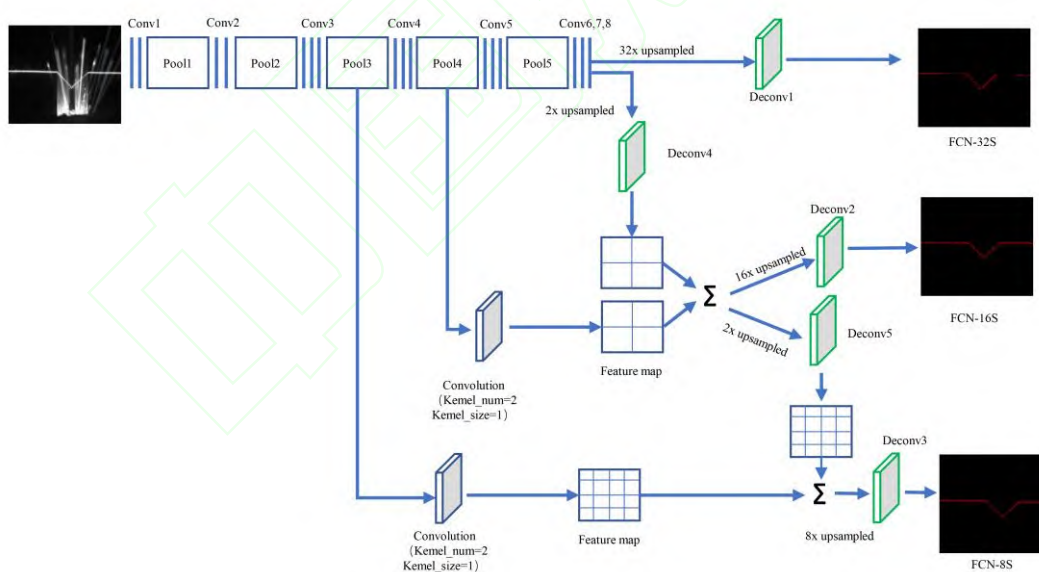 Conv1 Conv2 Conv3 Conv4 Conv5 Conv6,7,8
Pool1 Pool2 Pool3 Pool4 Pool5
32x upsampled
Deconv1
FCN-32S
2x upsampled
Deconv4
Deconv2
16x upsampled
Σ
FCN-16S
2x upsampled
Deconv5
Feature map
Convolution
(Kemel_num=2
Kemel_size=1)
Deconv3
Σ
8x upsampled
FCN-8S
Feature map
Convolution
(Kemel_num=2
Kemel_size=1)